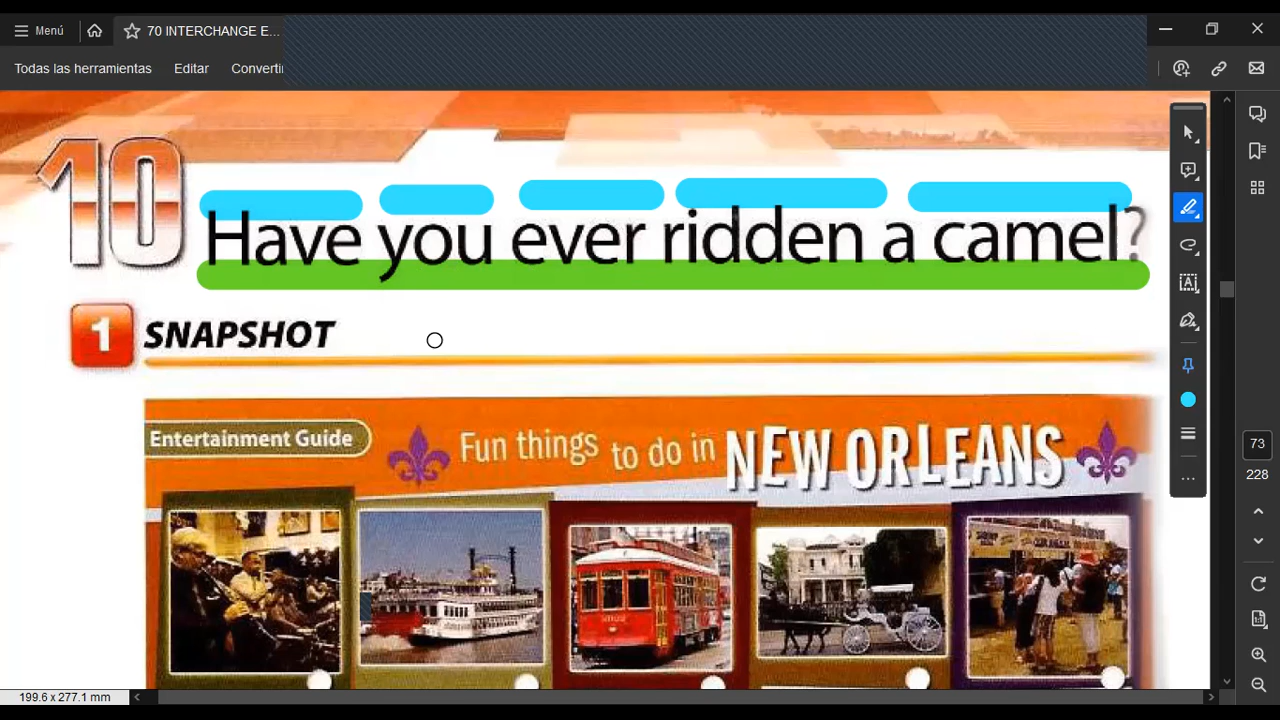 Menú
70 INTERCHANGE E...
Todas las herramientas
Editar
Converti
10 Have you ever ridden a camel?
1 SNAPSHOT
Entertainment Guide
Fun things to do in NEW ORLEANS
73
228
199.6 x 277.1 mm